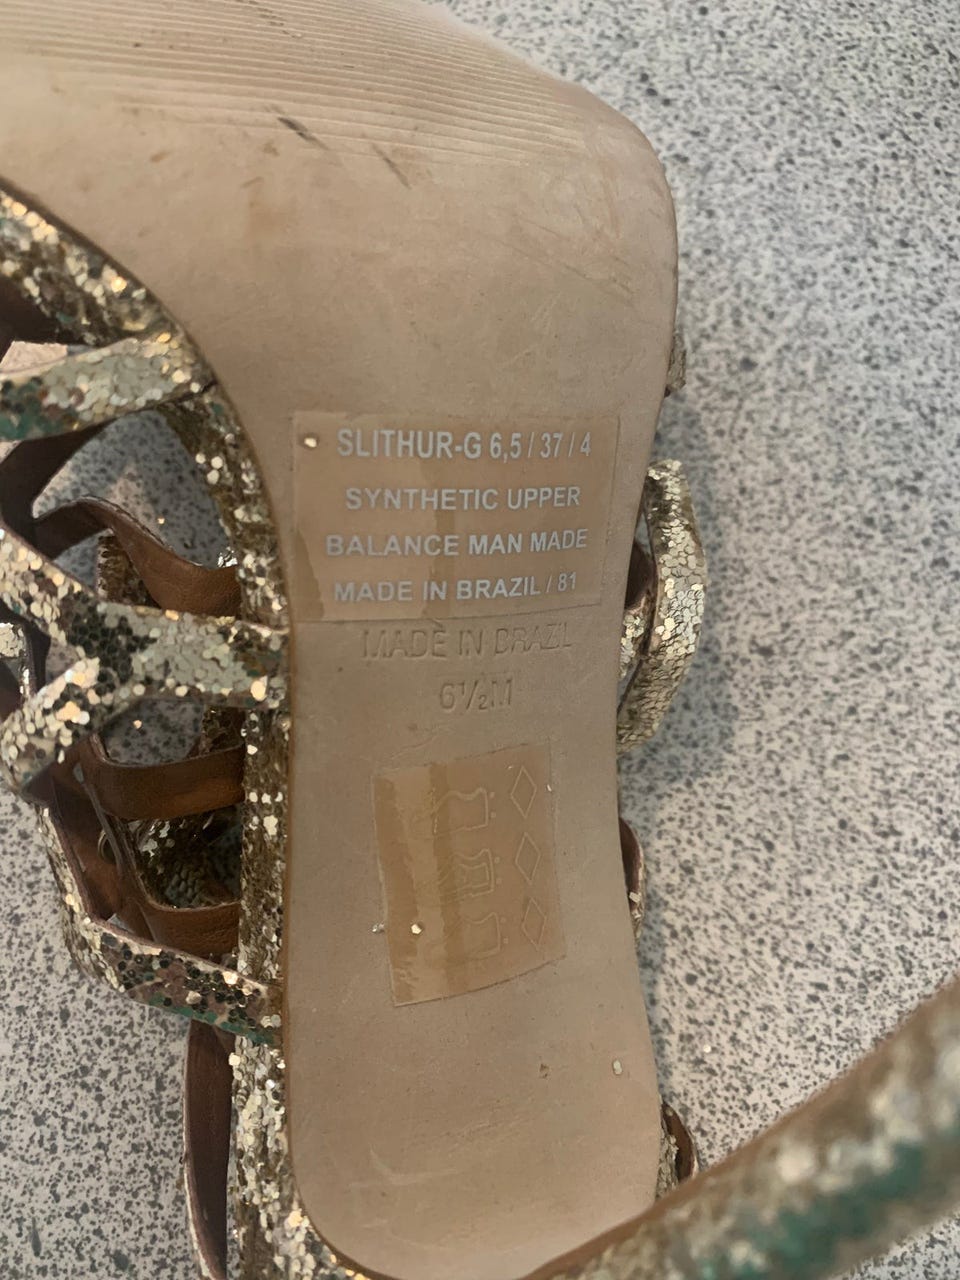 SLITHUR-G 6,5 / 37 / 4
SYNTHETIC UPPER
BALANCE MAN MADE
MADE IN BRAZIL / 81
MADE IN BRAZIL
6½M